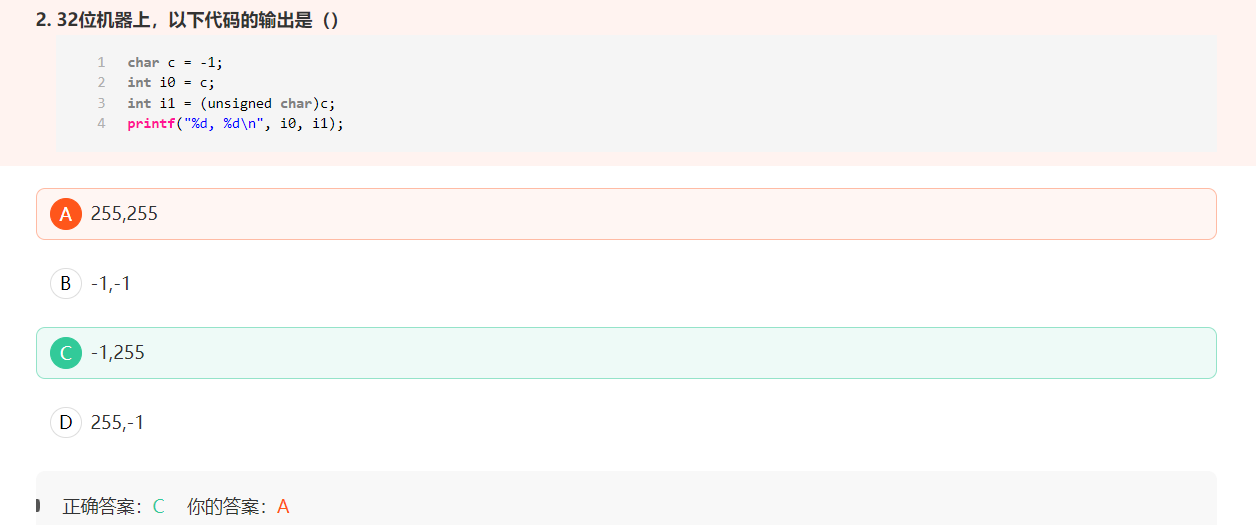 2. 32位机器上，以下代码的输出是（）
1 char c = -1;
2 int i0 = c;
3 int i1 = (unsigned char)c;
4 printf("%d, %d\n", i0, i1);
A 255,255
B -1,-1
C -1,255
D 255,-1
正确答案：C 你的答案：A